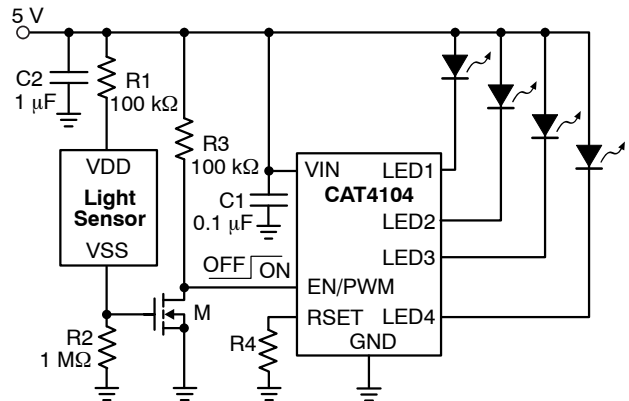 5 V
C2
1 μF
R1
100 kΩ
R3
100 kΩ
VDD
Light
Sensor
VSS
C1
0.1 μF
VIN
LED1
CAT4104
LED2
LED3
OFF
ON
EN/PWM
M
RSET
LED4
GND
R2
1 MΩ
R4